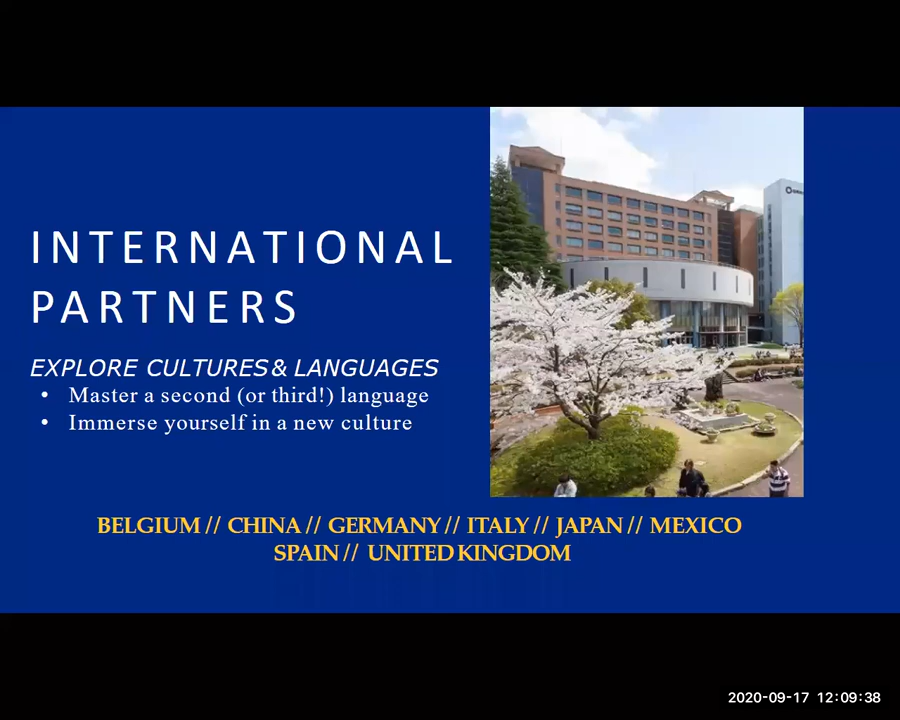 INTERNATIONAL
PARTNERS
EXPLORE CULTURES & LANGUAGES
• Master a second (or third!) language
• Immerse yourself in a new culture
BELGIUM // CHINA // GERMANY // ITALY // JAPAN // MEXICO
SPAIN // UNITED KINGDOM
2020-09-17 12:09:38